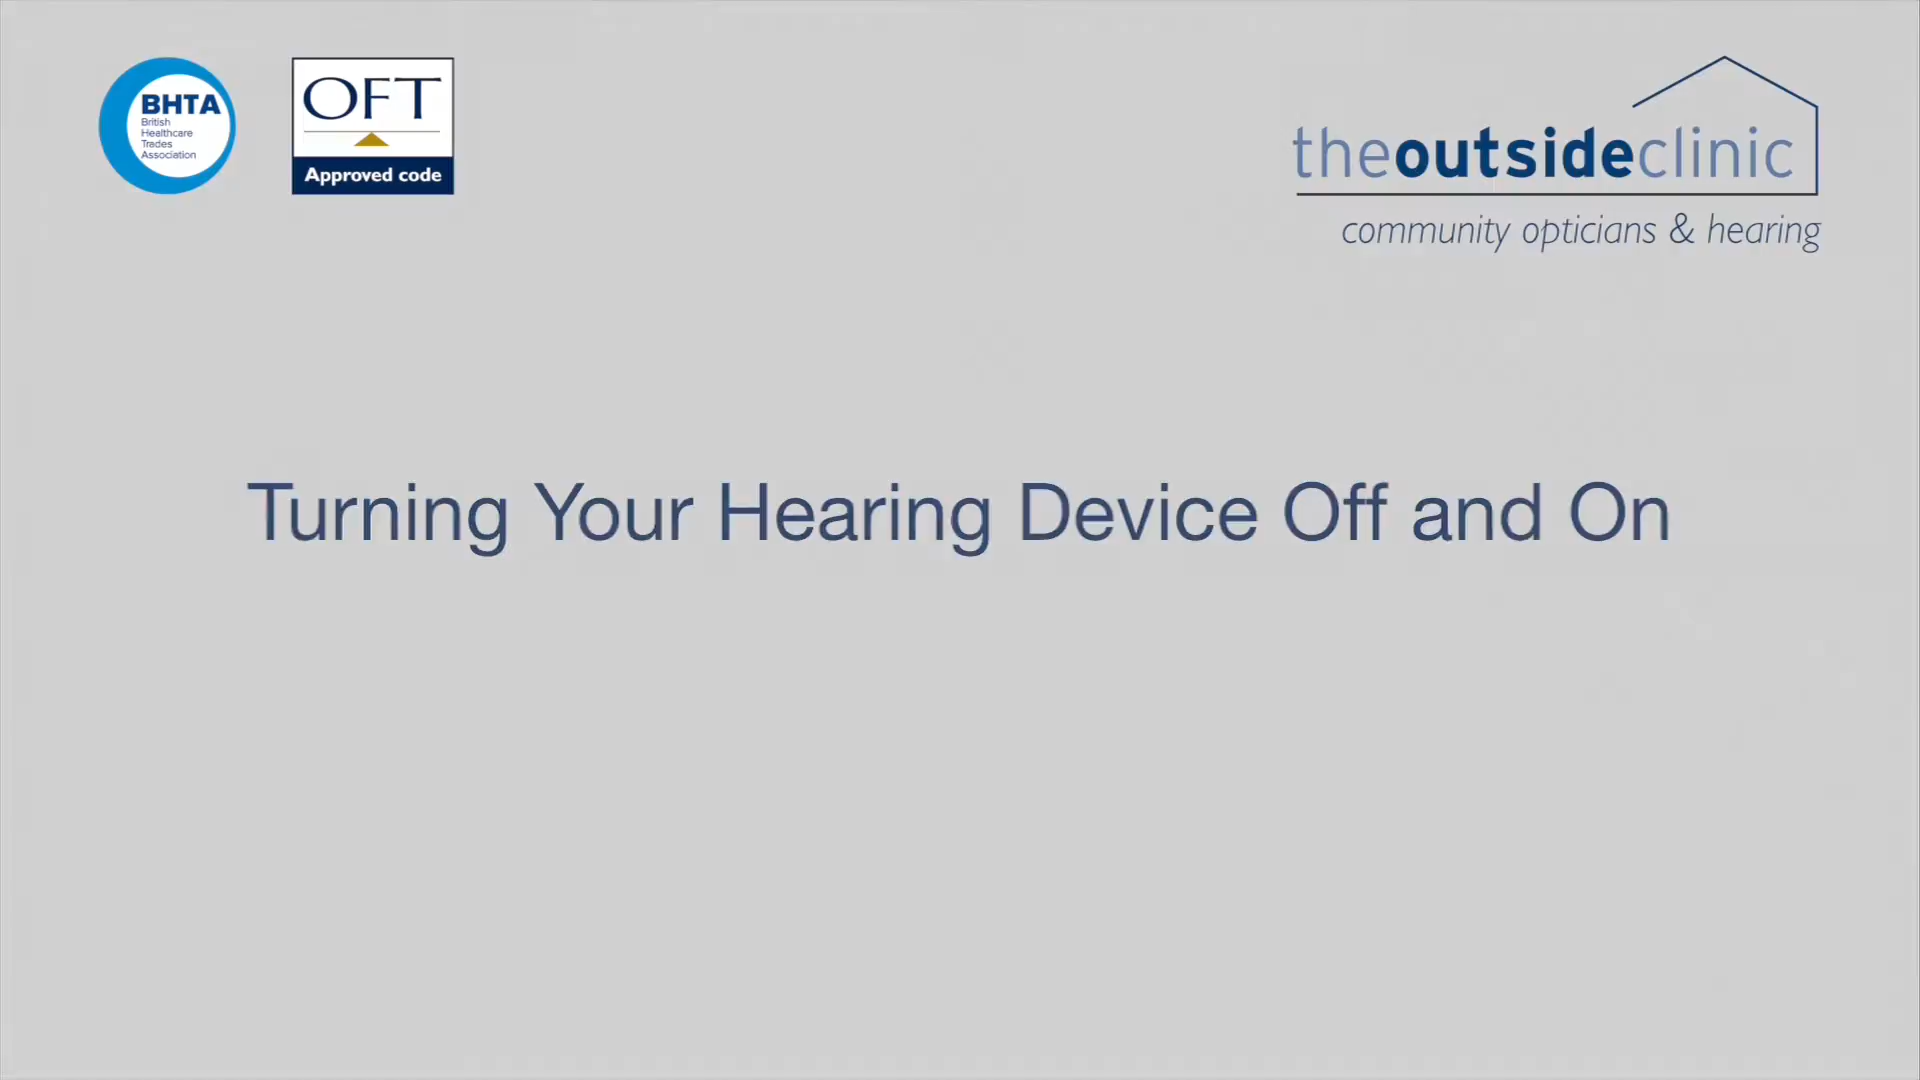 BHTA
British
Healthcare
Trades
Association
OFT
Approved code
theoutsideclinic
community opticians & hearing
Turning Your Hearing Device Off and On